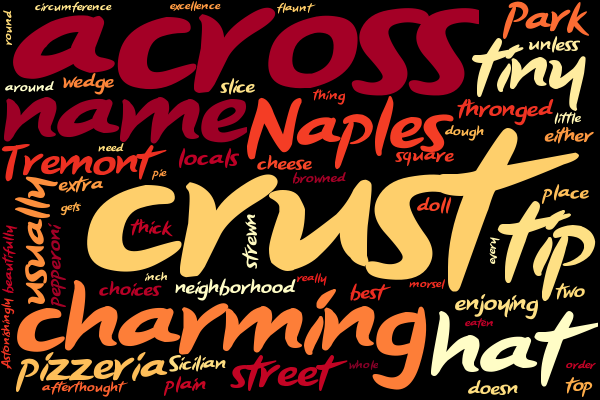 circumference
excellence
flaunt
round
across
Park
unless
tiny
around
wedge
slice
thing
name
Naples
thronged
little
dough
either
need
Tremont
pie
locals
cheese
square
browned
extra
gets
usually
pepperoni
beautifully
Astonishingly
crust
thick
strewn
doll
place
tip
every
inch
choices
neighborhood
really
best
morsel
two
enjoying
eaten
charming
hat
pizzeria
Sicilian
street
whole
order
afterthought
plain
doesn
top